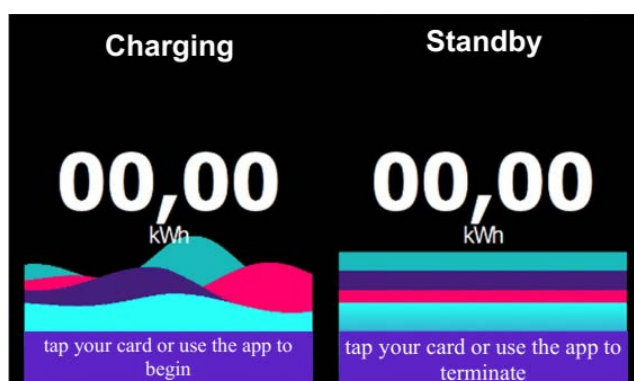 Charging
00,00
kWh
tap your card or use the app to
begin
Standby
00,00
kWh
tap your card or use the app to
terminate